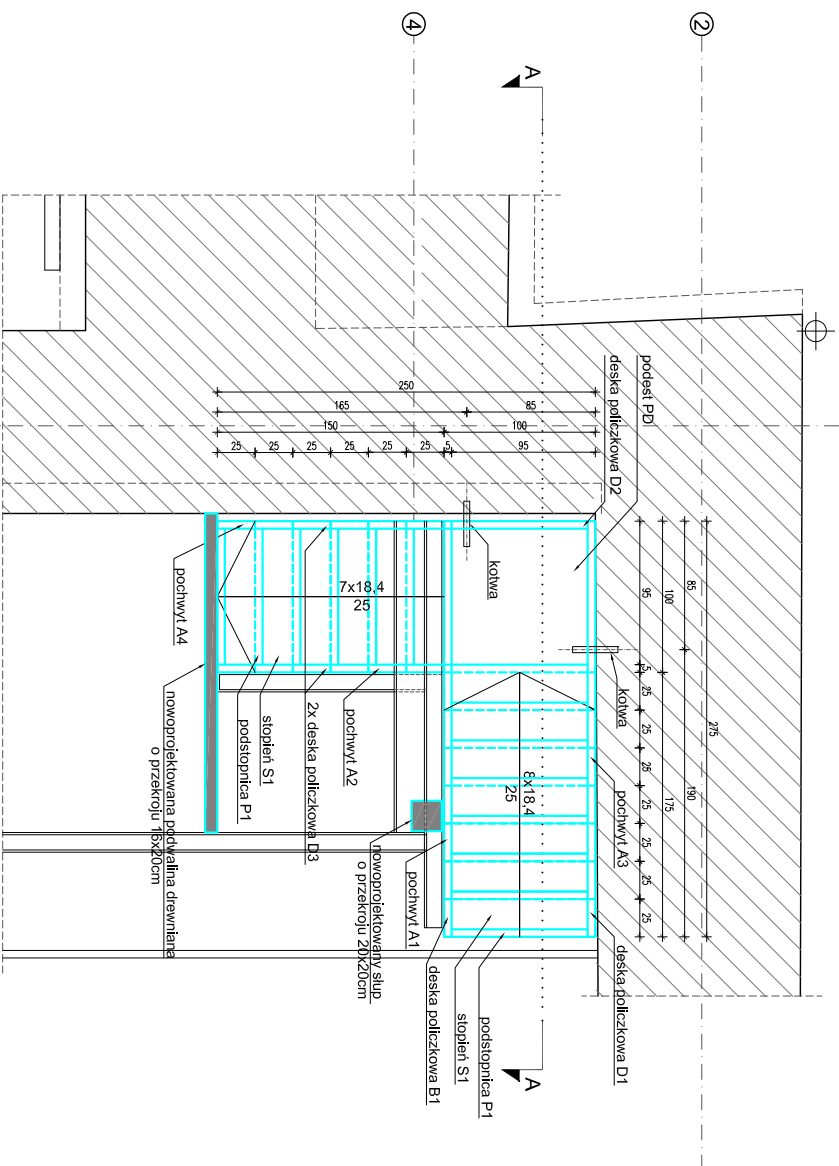 2
4
A
A
podest PD
deska policzkowa D2
250
165
85
150
100
25
25
25
25
25
25
5
95
kotwa
kotwa
275
85
190
100
175
95
5
25
25
25
25
25
25
25
7x18,4
25
8x18,4
25
pochwyt A4
nowoprojektowana podwalina drewniana
o przekroju 16x20cm
podstopnica P1
stopień S1
2x deska policzkowa D3
pochwyt A2
nowoprojektowany słup
o przekroju 20x20cm
pochwyt A1
pochwyt A3
deska policzkowa B1
stopień S1
podstopnica P1
deska policzkowa D1